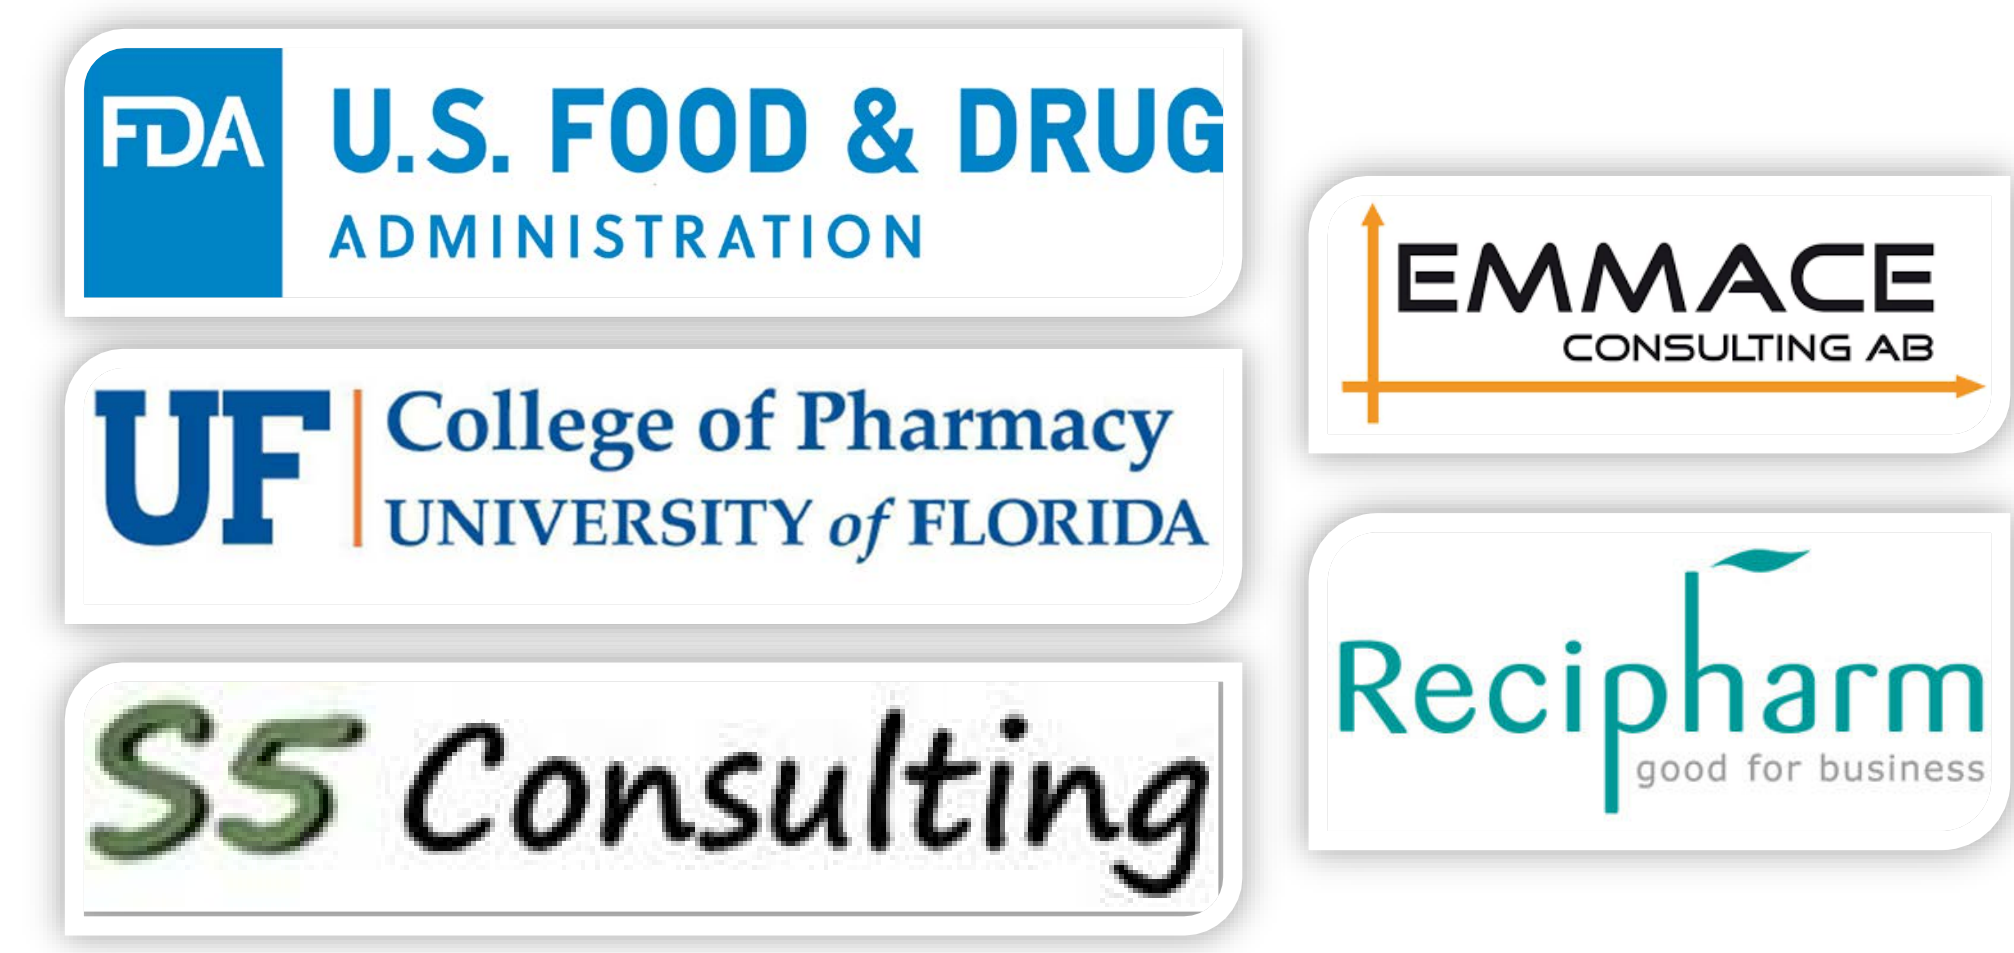 FDA
U.S. FOOD & DRUG
ADMINISTRATION
UF
College of Pharmacy
UNIVERSITY of FLORIDA
S5 Consulting
EMMACE
CONSULTING AB
Recipharm
good for business